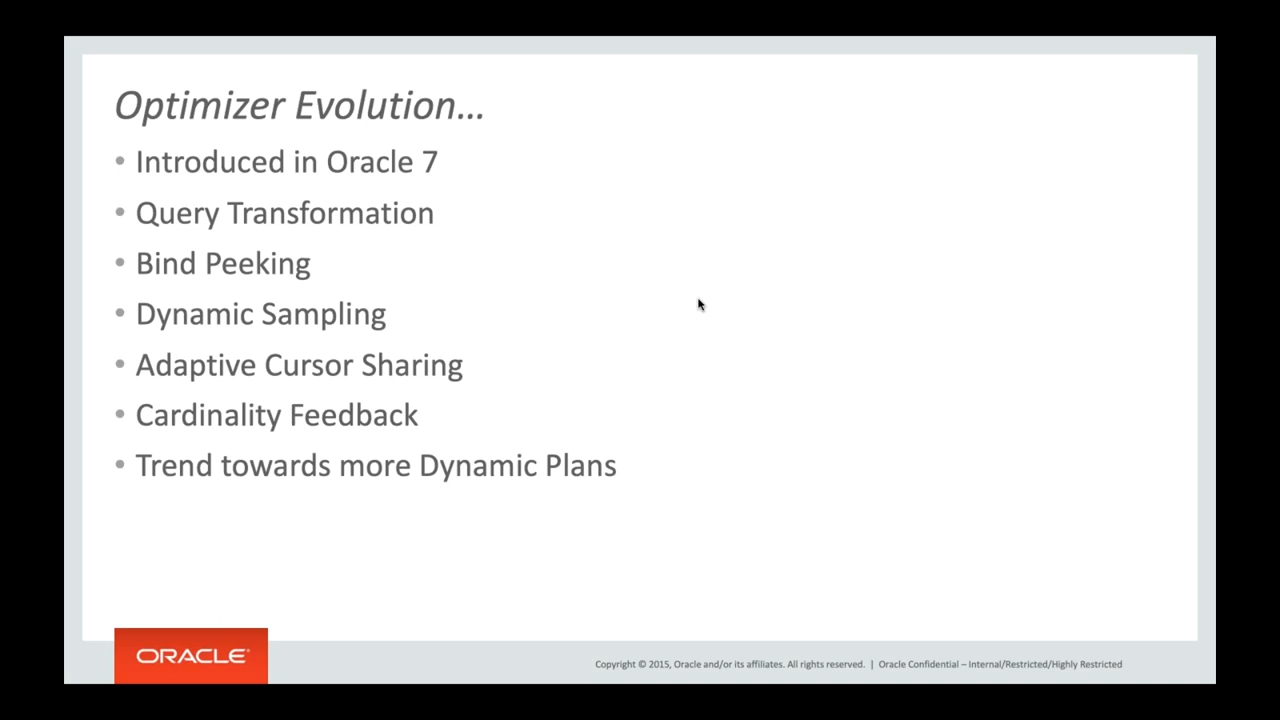 Optimizer Evolution...
• Introduced in Oracle 7
• Query Transformation
• Bind Peeking
• Dynamic Sampling
• Adaptive Cursor Sharing
• Cardinality Feedback
• Trend towards more Dynamic Plans
ORACLE®
Copyright © 2015, Oracle and/or its affiliates. All rights reserved. | Oracle Confidential – Internal/Restricted/Highly Restricted